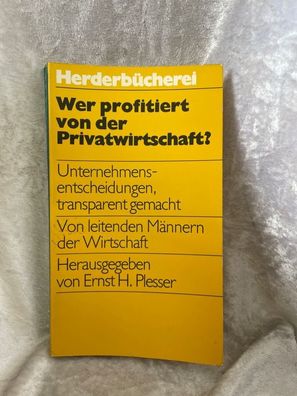 Herderbücherei
Wer profitiert
von der
Privatwirtschaft?
Unternehmens-
entscheidungen,
transparent gemacht
Von leitenden Männern
der Wirtschaft
Herausgegeben
von Ernst H. Plesser